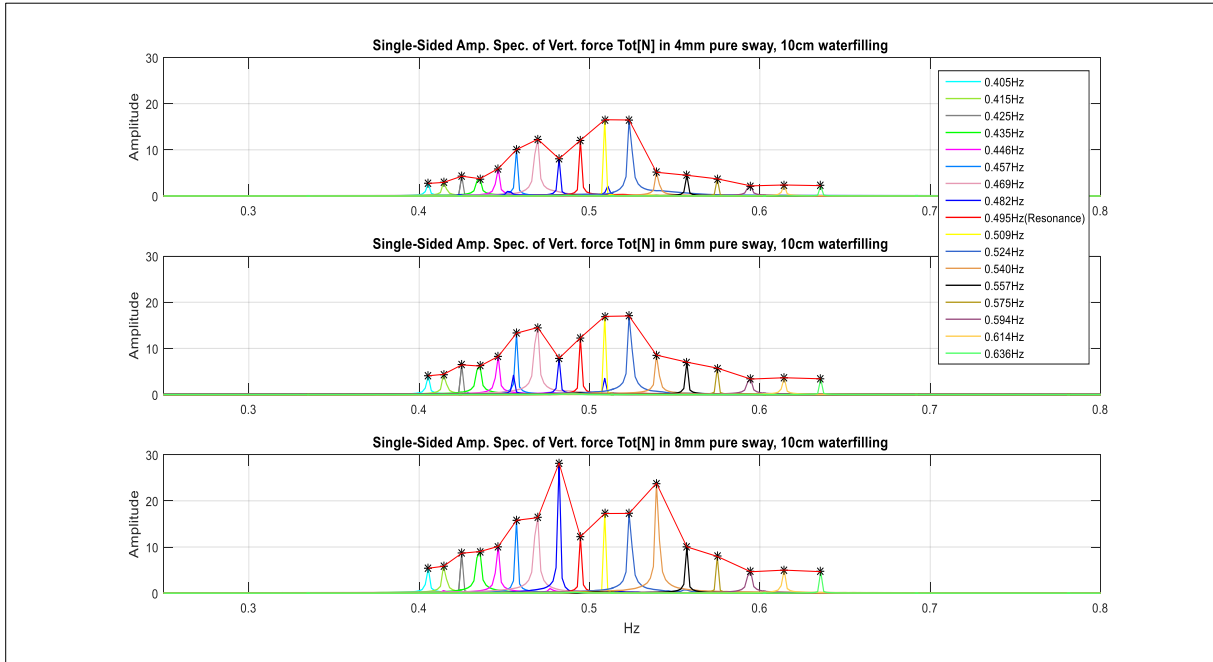 Single-Sided Amp. Spec. of Vert. force Tot[N] in 4mm pure sway, 10cm waterfilling
30
20
10
0
Amplitude
0.3
0.4
0.5
0.6
0.7
0.8
0.405Hz
0.415Hz
0.425Hz
0.435Hz
0.446Hz
0.457Hz
0.469Hz
0.482Hz
0.495Hz(Resonance)
0.509Hz
0.524Hz
0.540Hz
0.557Hz
0.575Hz
0.594Hz
0.614Hz
0.636Hz
Single-Sided Amp. Spec. of Vert. force Tot[N] in 6mm pure sway, 10cm waterfilling
30
20
10
0
Amplitude
0.3
0.4
0.5
0.6
0.7
0.8
Single-Sided Amp. Spec. of Vert. force Tot[N] in 8mm pure sway, 10cm waterfilling
30
20
10
0
Amplitude
0.3
0.4
0.5
0.6
0.7
0.8
Hz